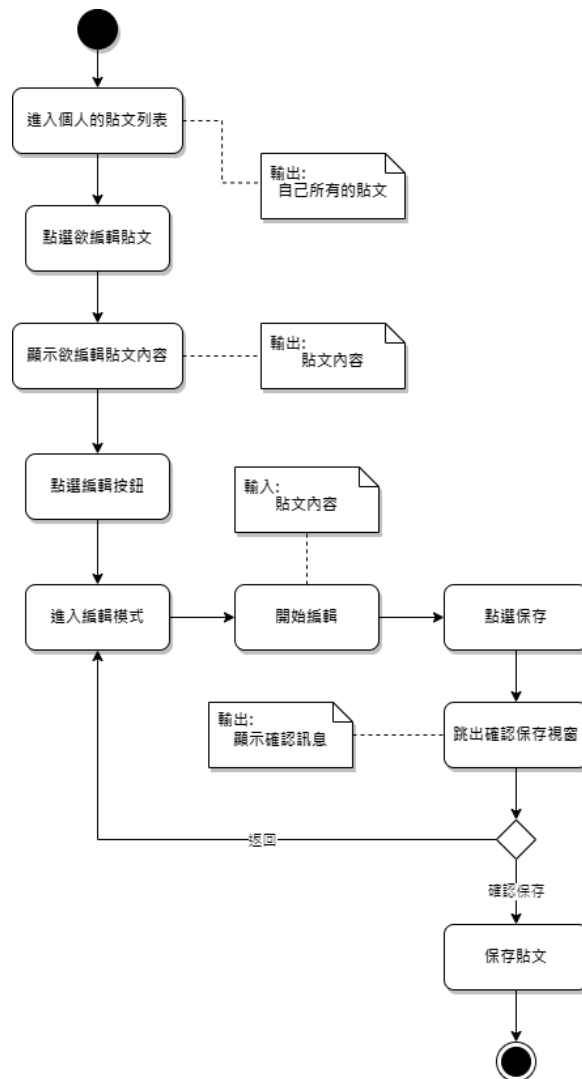 進入個人的貼文列表
輸出:
自己所有的貼文
點選欲編輯貼文
顯示欲編輯貼文內容
輸出:
貼文內容
點選編輯按鈕
輸入:
貼文內容
進入編輯模式
開始編輯
點選保存
輸出:
顯示確認訊息
跳出確認保存視窗
返回
確認保存
保存貼文